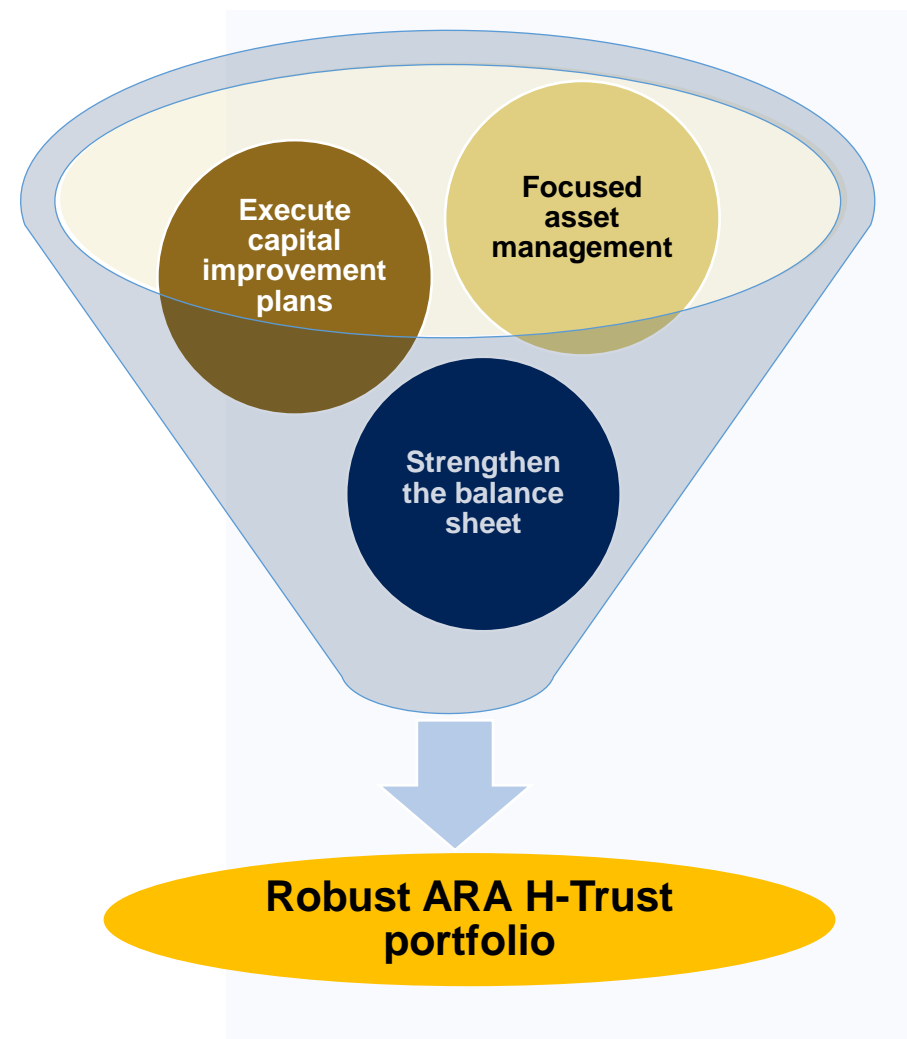 Execute
capital
improvement
plans
Focused
asset
management
Strengthen
the balance
sheet
Robust ARA H-Trust
portfolio